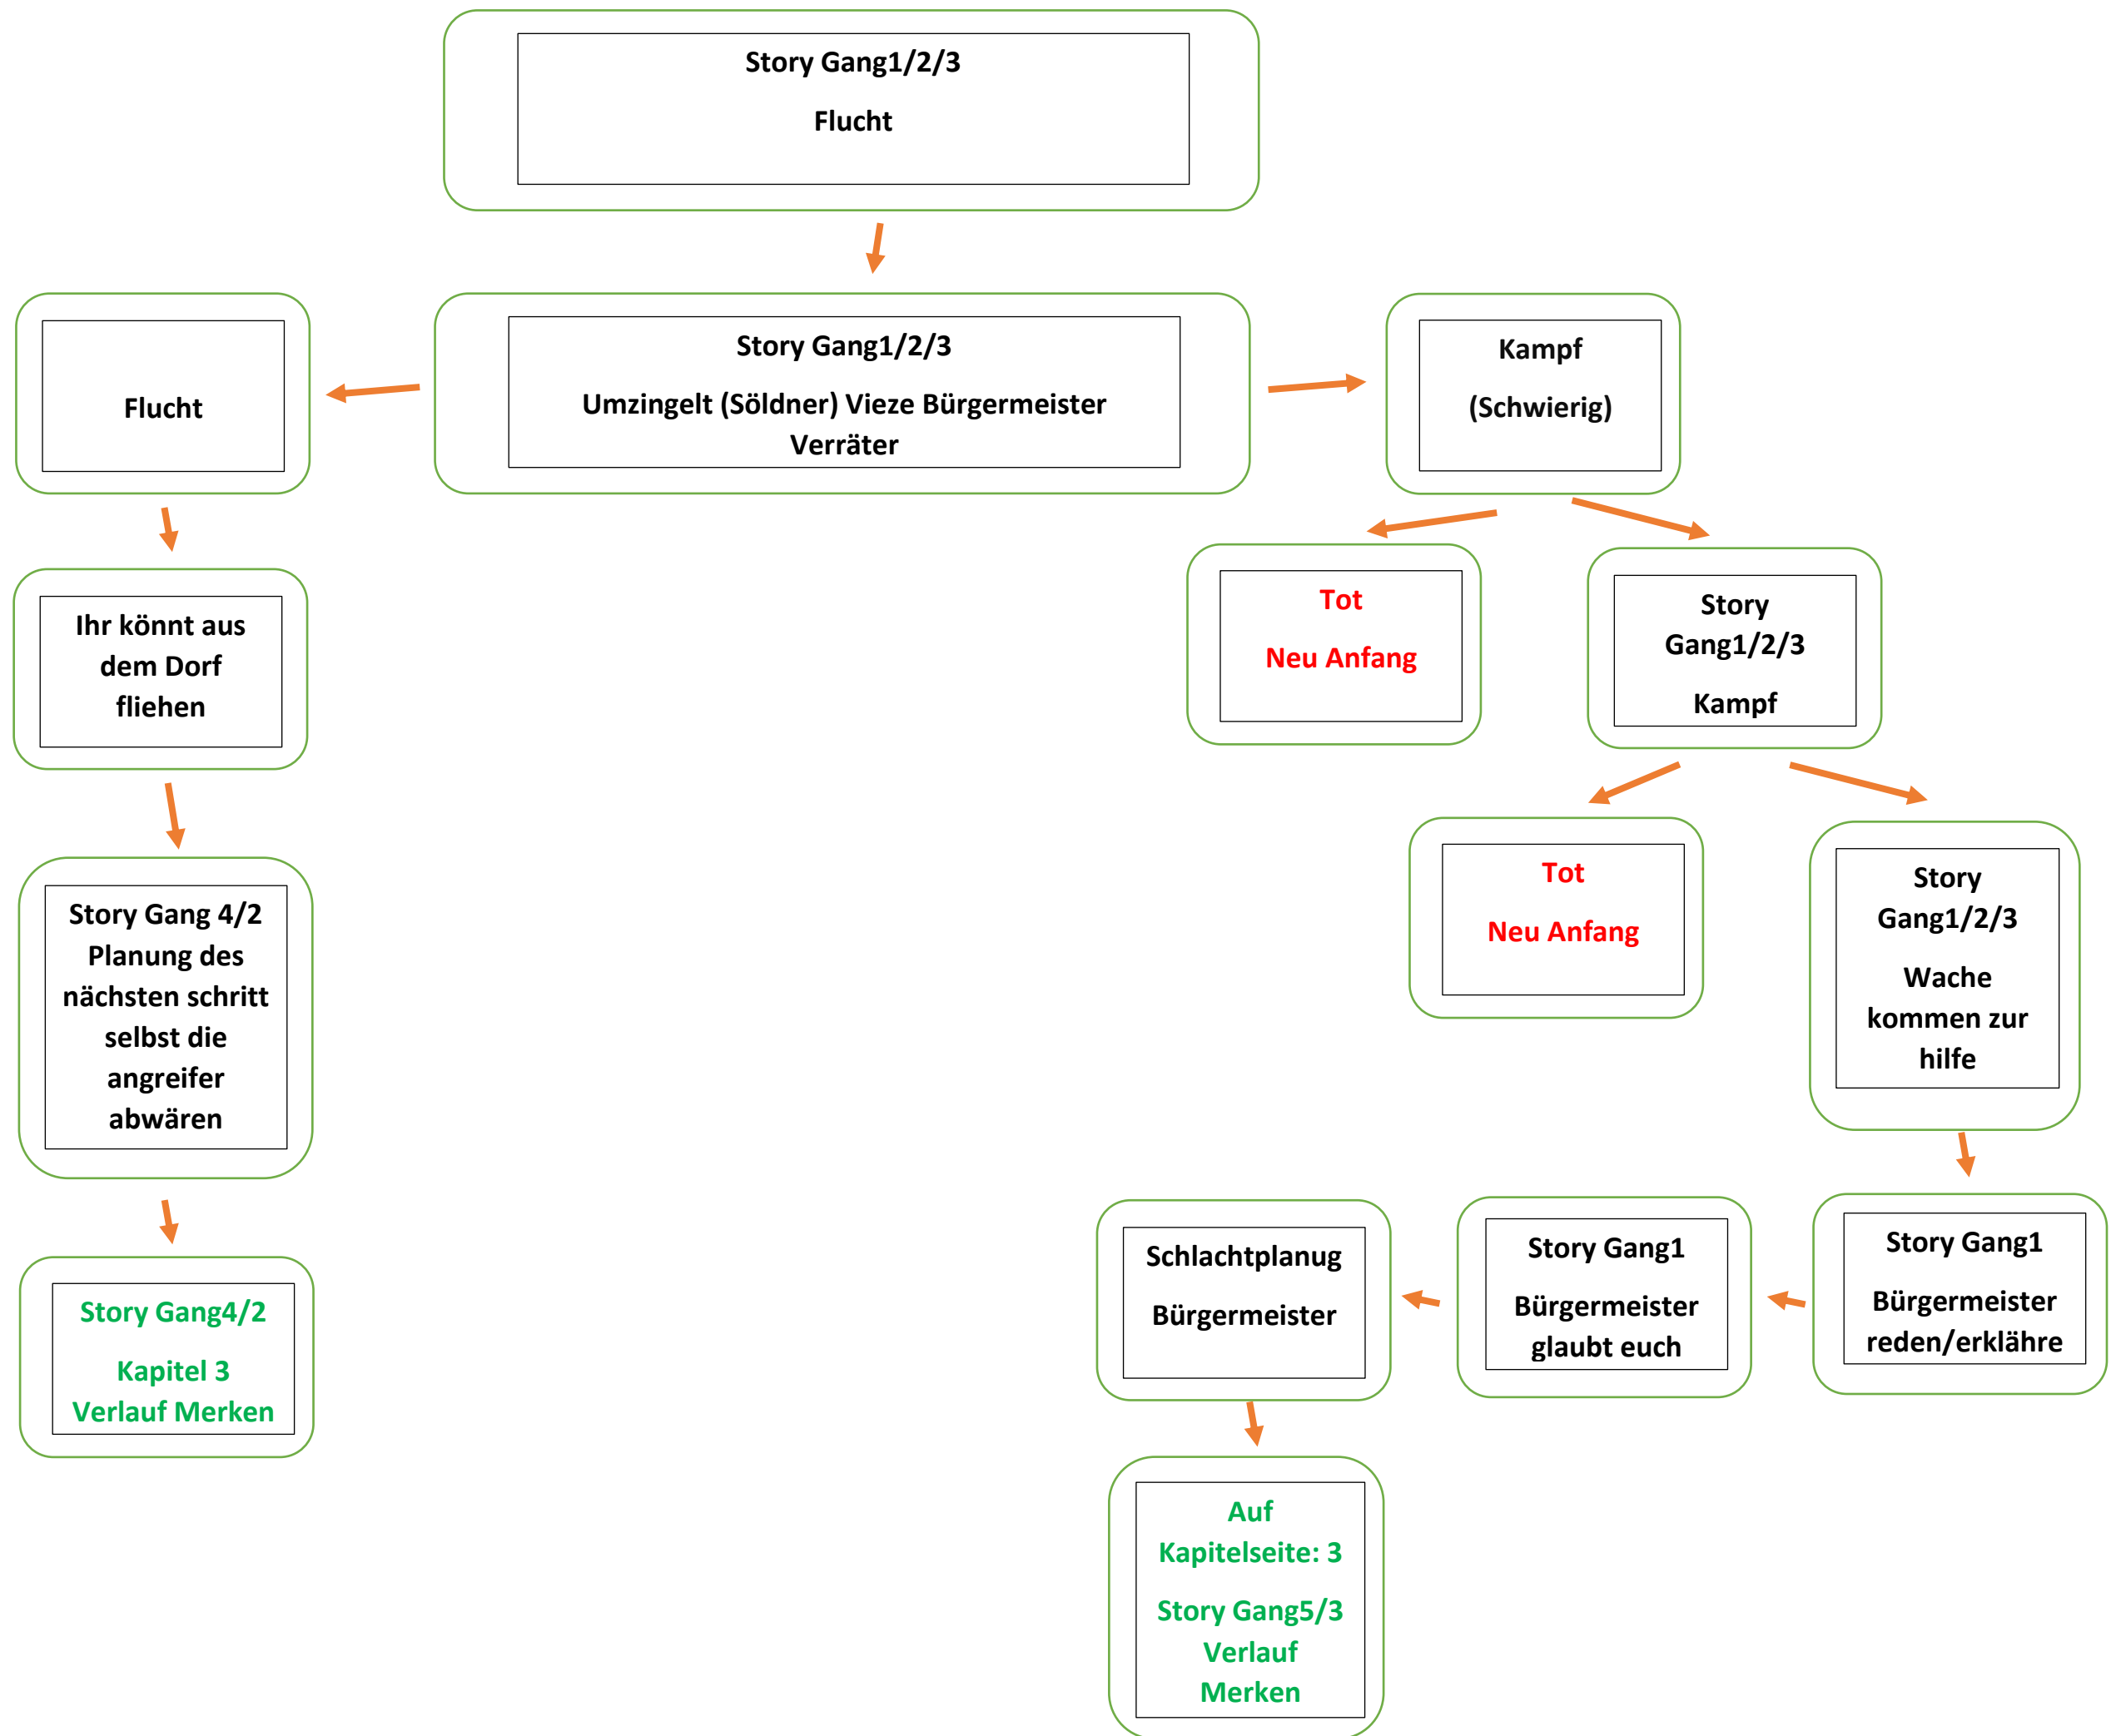 Story Gang1/2/3
Flucht
Flucht
Story Gang1/2/3
Umzingelt (Söldner) Vieze Bürgermeister
Verräter
Kampf
(Schwierig)
Ihr könnt aus
dem Dorf
fliehen
Tot
Neu Anfang
Story
Gang1/2/3
Kampf
Story Gang 4/2
Planung des
nächsten schritt
selbst die
angreifer
abwären
Tot
Neu Anfang
Story
Gang1/2/3
Wache
kommen zur
hilfe
Story Gang4/2
Kapitel 3
Verlauf Merken
Schlachtplanug
Bürgermeister
Story Gang1
Bürgermeister
glaubt euch
Story Gang1
Bürgermeister
reden/erklähre
Auf
Kapitelseite: 3
Story Gang5/3
Verlauf
Merken